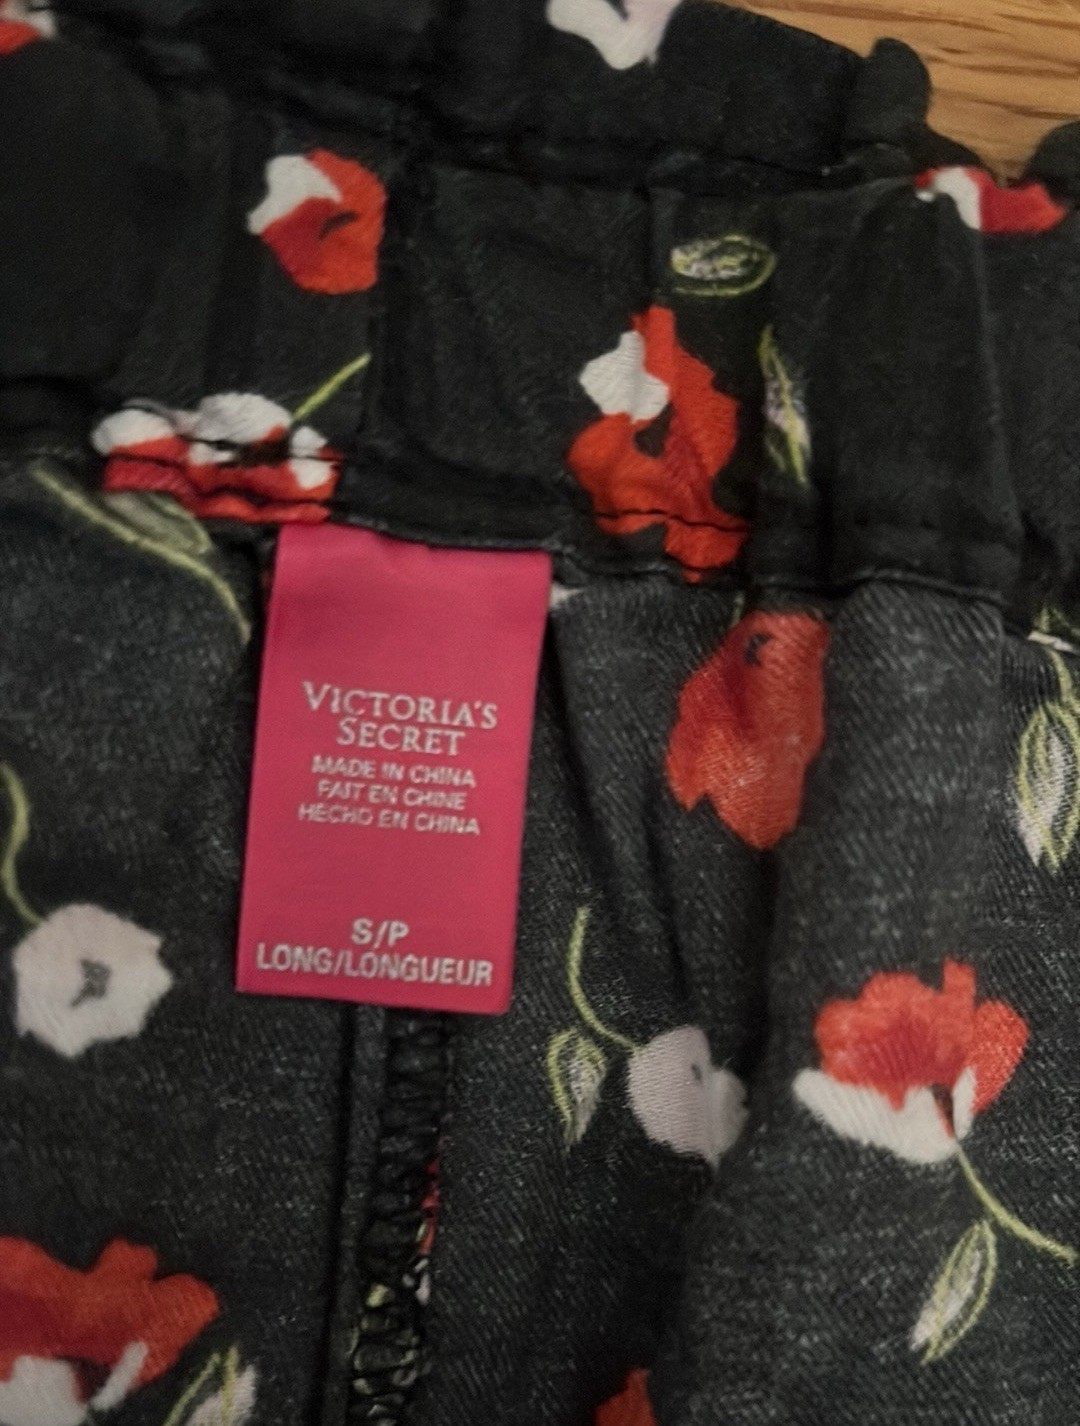 VICTORIA'S
SECRET
MADE IN CHINA
FAIT EN CHINE
HECHO EN CHINA
S/P
LONG/LONGUEUR